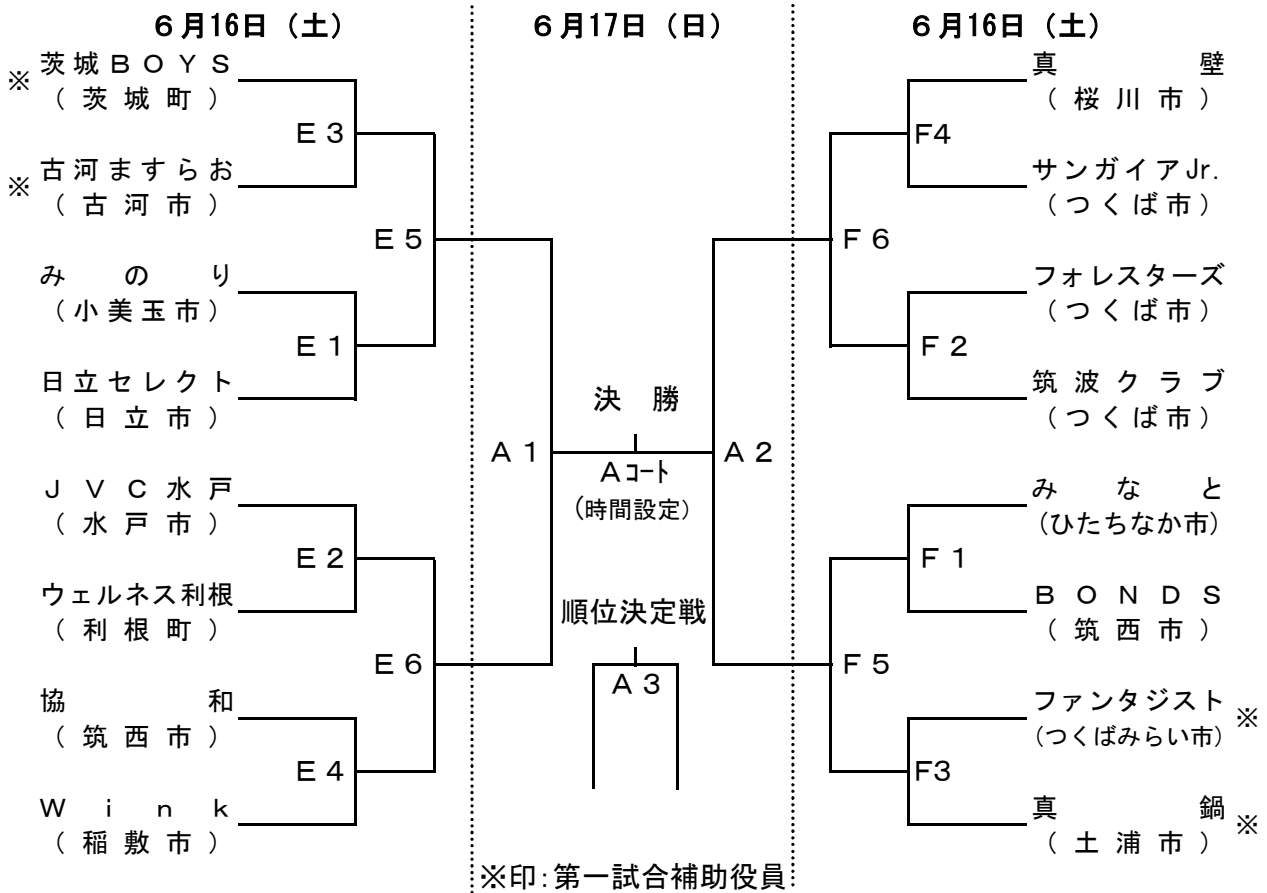 6月16日（土）
6月17日（日）
6月16日（土）
※ 茨城ＢＯＹＳ
（茨城町）
Ｅ３
※ 古河ますらお
（古河市）
Ｅ５
みのり
（小美玉市）
Ｅ１
日立セレクト
（日立市）
Ａ１
ＪＶＣ水戸
（水戸市）
Ｅ２
ウェルネス利根
（利根町）
Ｅ６
協和
（筑西市）
Ｅ４
Ｗｉｎｋ
（稲敷市）
決勝
Ａコート
（時間設定）
順位決定戦
Ａ３
※印：第一試合補助役員
真壁
（桜川市）
F4
サンガイアJr.
（つくば市）
Ｆ６
フォレスターズ
（つくば市）
Ｆ２
筑波クラブ
（つくば市）
Ａ２
みなと
（ひたちなか市）
Ｆ１
ＢＯＮＤＳ
（筑西市）
Ｆ５
ファンタジスト ※
（つくばみらい市）
F3
真鍋 ※
（土浦市）